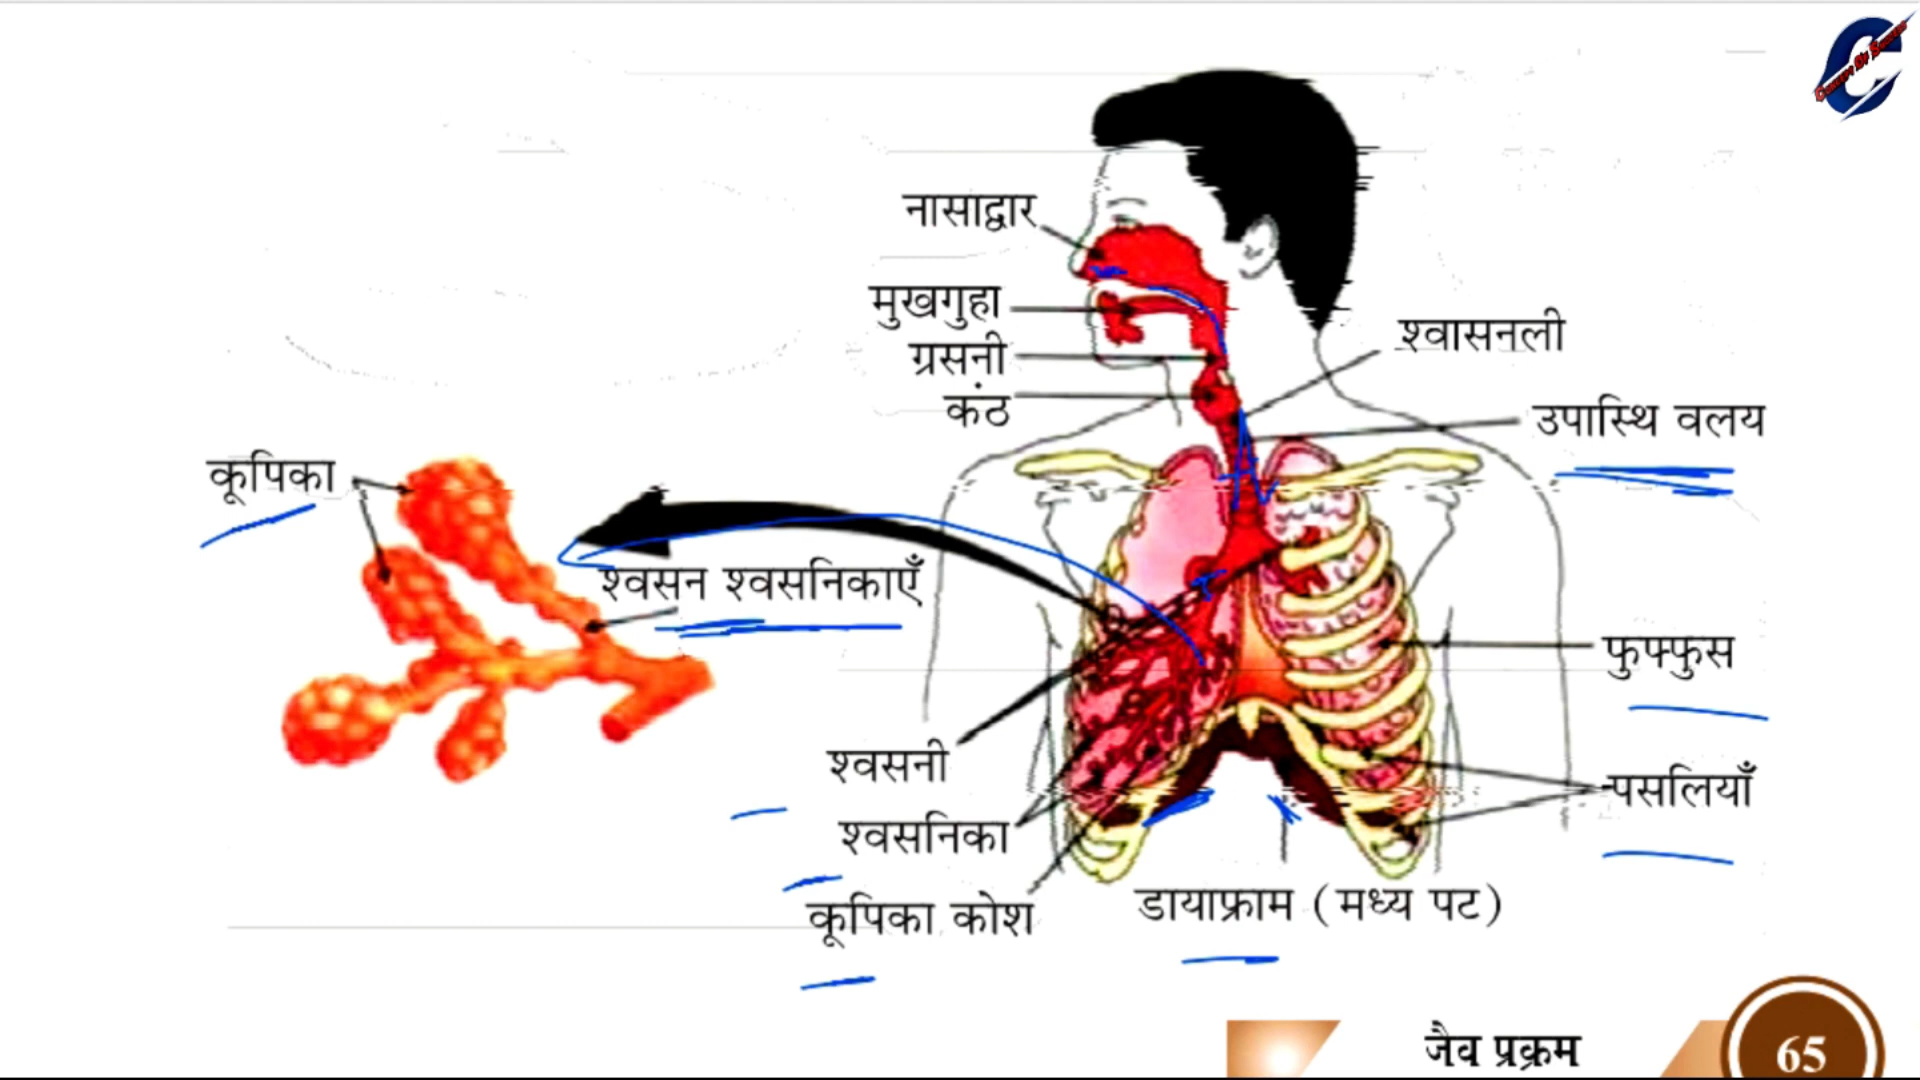 नासाद्वार
मुखगुहा
ग्रसनी
कंठ
श्वासनली
उपास्थि वलय
कूपिका
श्वसन श्वसनिकाएँ
फुफ्फुस
श्वसनी
पसलियाँ
श्वसनिका
कूपिका कोश
डायाफ्राम (मध्य पट)
जैव प्रक्रम
65